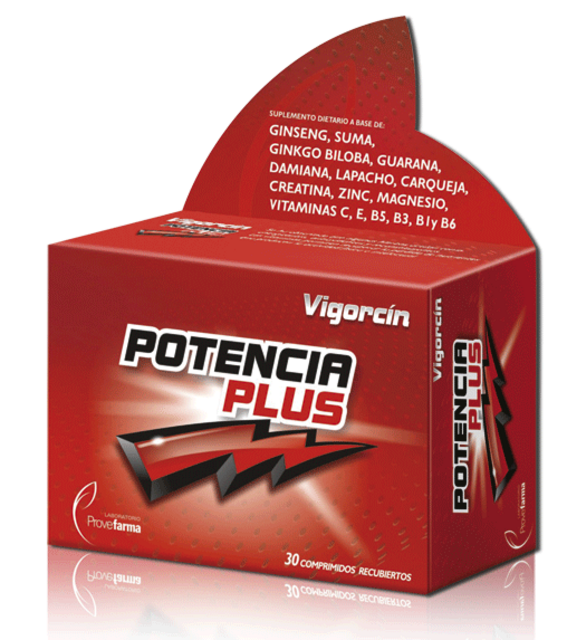 SUPLEMENTO DIETARIO A BASE DE:
GINSENG, SUMA,
GINKGO BILOBA, GUARANA,
DAMIANA, LAPACHO, CARQUEJA,
CREATINA, ZINC, MAGNESIO,
VITAMINAS C, E, B5, B3, B1 y B6
Vigorcín
Vigorcín
POTENCIA
PLUS
LABORATORIO
Provefarma
30 COMPRIMIDOS RECUBIERTOS
Vigorcín
POTENCIA
PLUS
Provefarma